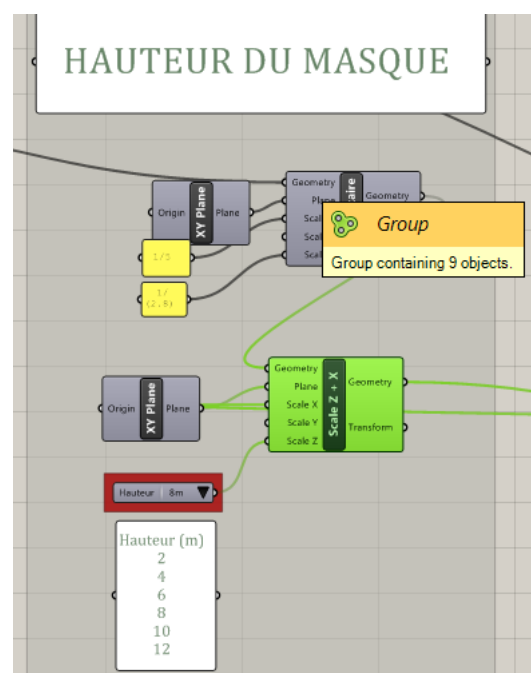 HAUTEUR DU MASQUE
Geometry
Plane
Geometry
Scale
Scal
Scal
aire
Origin
XY Plane
Plane
1/5
1/
(2.8)
Group
Group containing 9 objects.
Geometry
Plane
Scale X
Scale Y
Scale Z
Scale Z + X
Geometry
Transform
Origin
XY Plane
Plane
Hauteur
8m
Hauteur (m)
2
4
6
8
10
12